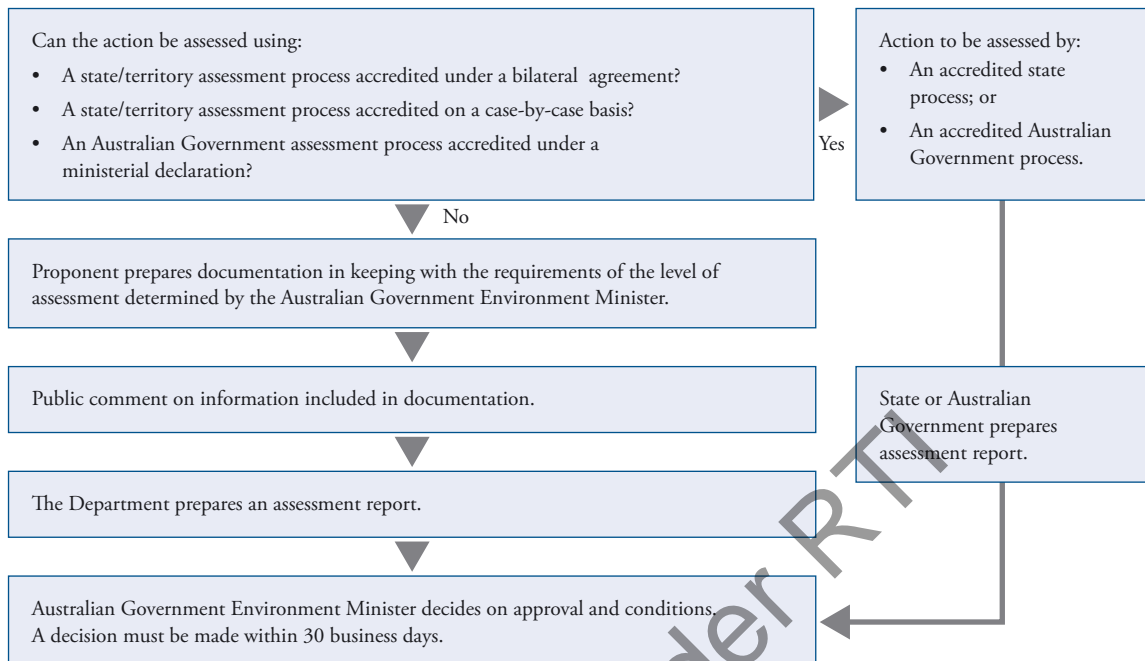 Can the action be assessed using:
• A state/territory assessment process accredited under a bilateral agreement?
• A state/territory assessment process accredited on a case-by-case basis?
• An Australian Government assessment process accredited under a
ministerial declaration?
Yes
Action to be assessed by:
• An accredited state
process; or
• An accredited Australian
Government process.
No
Proponent prepares documentation in keeping with the requirements of the level of
assessment determined by the Australian Government Environment Minister.
Public comment on information included in documentation.
State or Australian
Government prepares
assessment report.
The Department prepares an assessment report.
Australian Government Environment Minister decides on approval and conditions.
A decision must be made within 30 business days.
der RTI